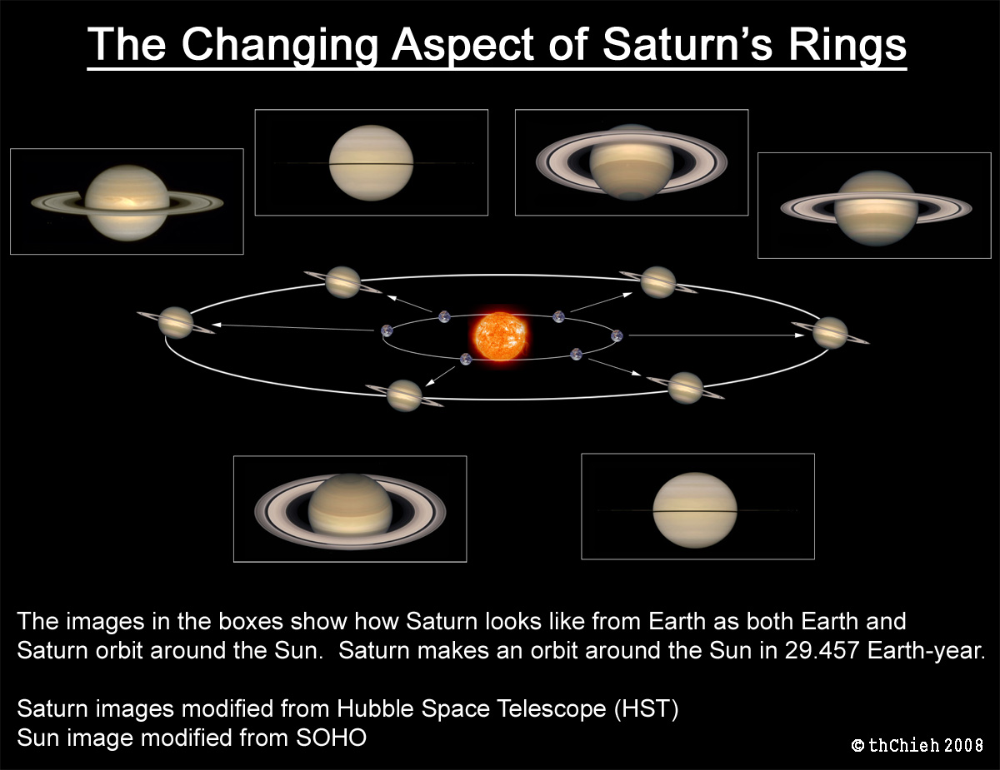 The Changing Aspect of Saturn's Rings
The images in the boxes show how Saturn looks like from Earth as both Earth and
Saturn orbit around the Sun.  Saturn makes an orbit around the Sun in 29.457 Earth-year.
Saturn images modified from Hubble Space Telescope (HST)
Sun image modified from SOHO
© thChieh 2008